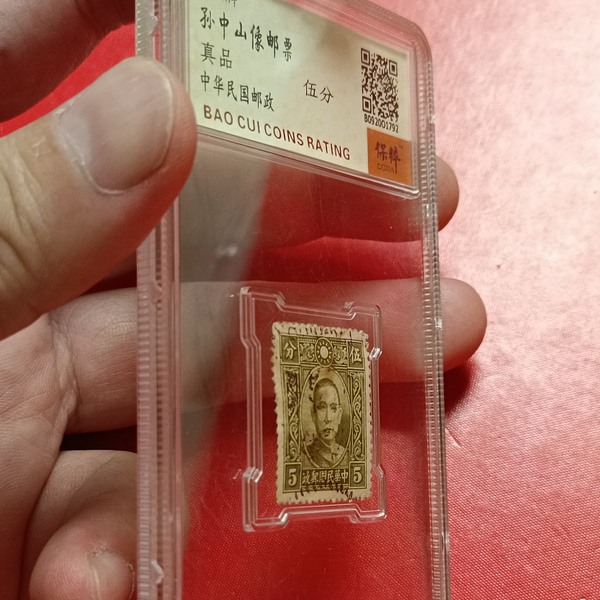 孙中山像邮票
真品
中华民国邮政
伍分
B092001792
BAO CUI COINS RATING
保粹
分 伍
5 政郵國民華中 5